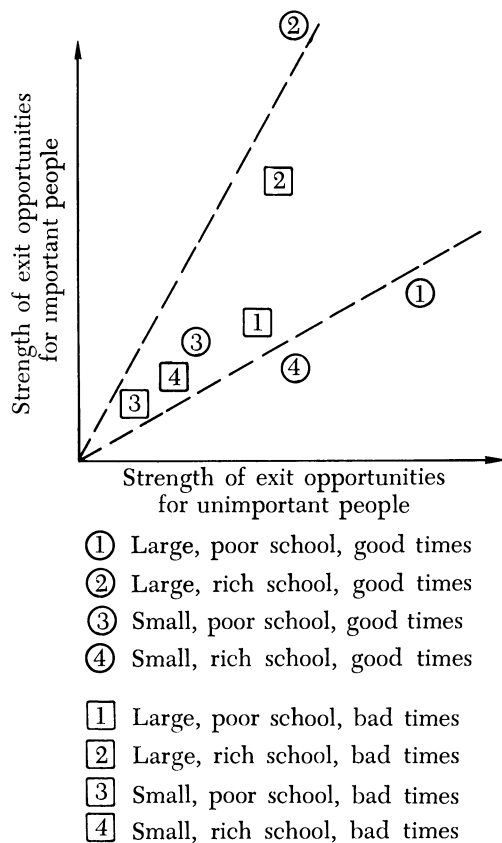 ②
Strength of exit opportunities
for important people
2
①
1
③
4
④
3
Strength of exit opportunities
for unimportant people
① Large, poor school, good times
② Large, rich school, good times
③ Small, poor school, good times
④ Small, rich school, good times
1 Large, poor school, bad times
2 Large, rich school, bad times
3 Small, poor school, bad times
4 Small, rich school, bad times